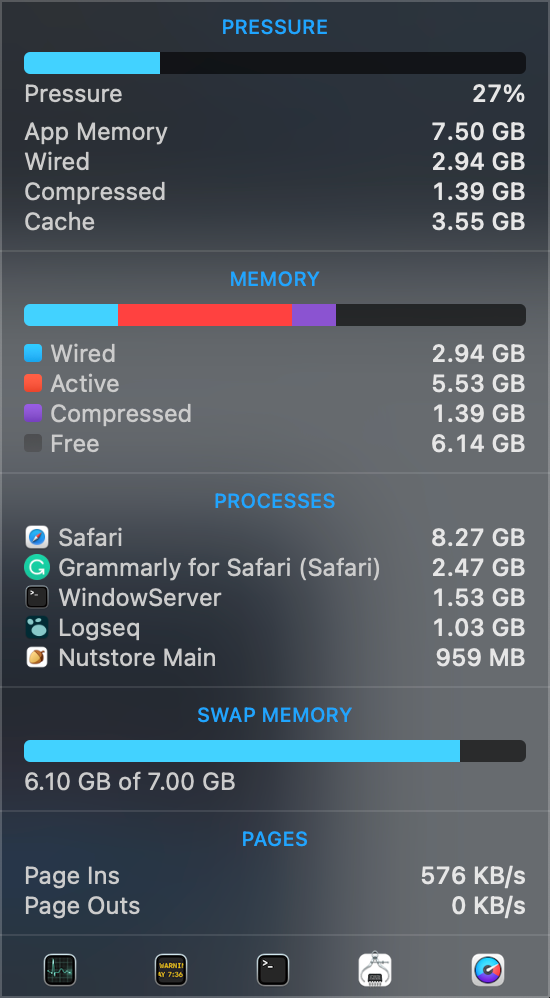 PRESSURE
Pressure 27%
App Memory 7.50 GB
Wired 2.94 GB
Compressed 1.39 GB
Cache 3.55 GB
MEMORY
Wired 2.94 GB
Active 5.53 GB
Compressed 1.39 GB
Free 6.14 GB
PROCESSES
Safari 8.27 GB
Grammarly for Safari (Safari) 2.47 GB
WindowServer 1.53 GB
Logseq 1.03 GB
Nutstore Main 959 MB
SWAP MEMORY
6.10 GB of 7.00 GB
PAGES
Page Ins 576 KB/s
Page Outs 0 KB/s
WARNI
AY 7:36